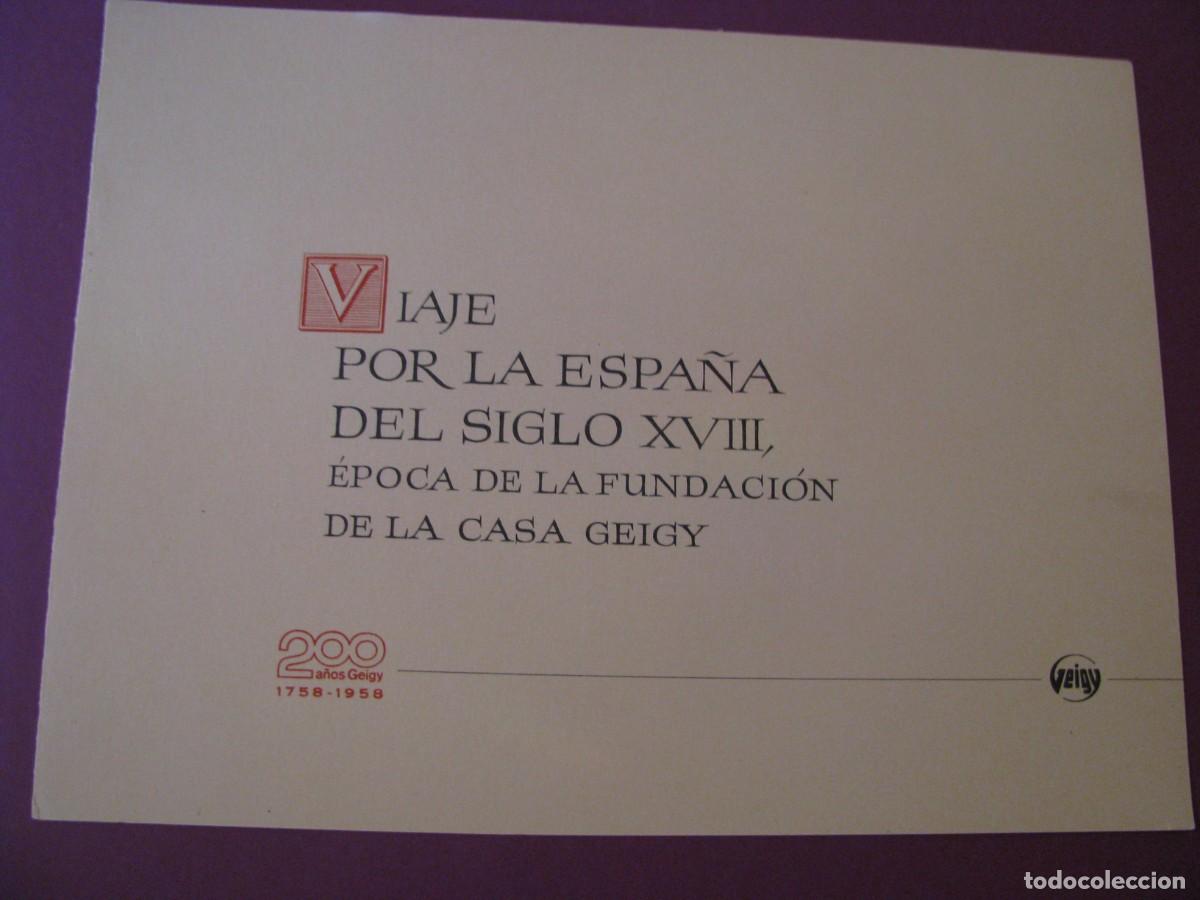 VIAJE
POR LA ESPAÑA
DEL SIGLO XVIII,
ÉPOCA DE LA FUNDACIÓN
DE LA CASA GEIGY
200
años Geigy
1758-1958
Geigy
todocoleccion